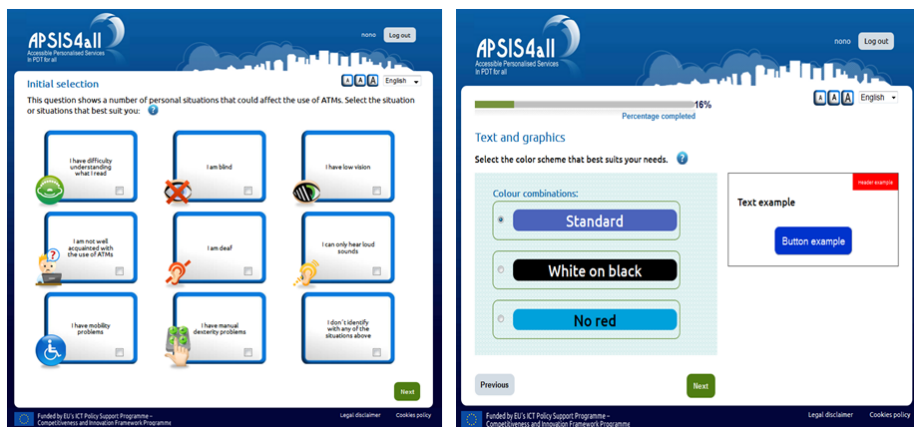 APSIS4all
Accessible Personalised Services
in PDT for all
nono
Log out
Initial selection
A A A
English
This question shows a number of personal situations that could affect the use of ATMs. Select the situation
or situations that best suit you: ?
I have difficulty
understanding
what I read
I am blind
I have low vision
I am not well
acquainted with
the use of ATMs
I am deaf
I can only hear loud
sounds
I have mobility
problems
I have manual
dexterity problems
I don´t identify
with any of the
situations above
Next
Funded by EU's ICT Policy Support Programme –
Competitiveness and Innovation Framework Programme
Legal disclaimer
Cookies policy
APSIS4all
Accessible Personalised Services
in PDT for all
nono
Log out
A A A
English
16%
Percentage completed
Text and graphics
Select the color scheme that best suits your needs. ?
Colour combinations:
Standard
White on black
No red
Header example
Text example
Button example
Previous
Next
Funded by EU's ICT Policy Support Programme –
Competitiveness and Innovation Framework Programme
Legal disclaimer
Cookies policy